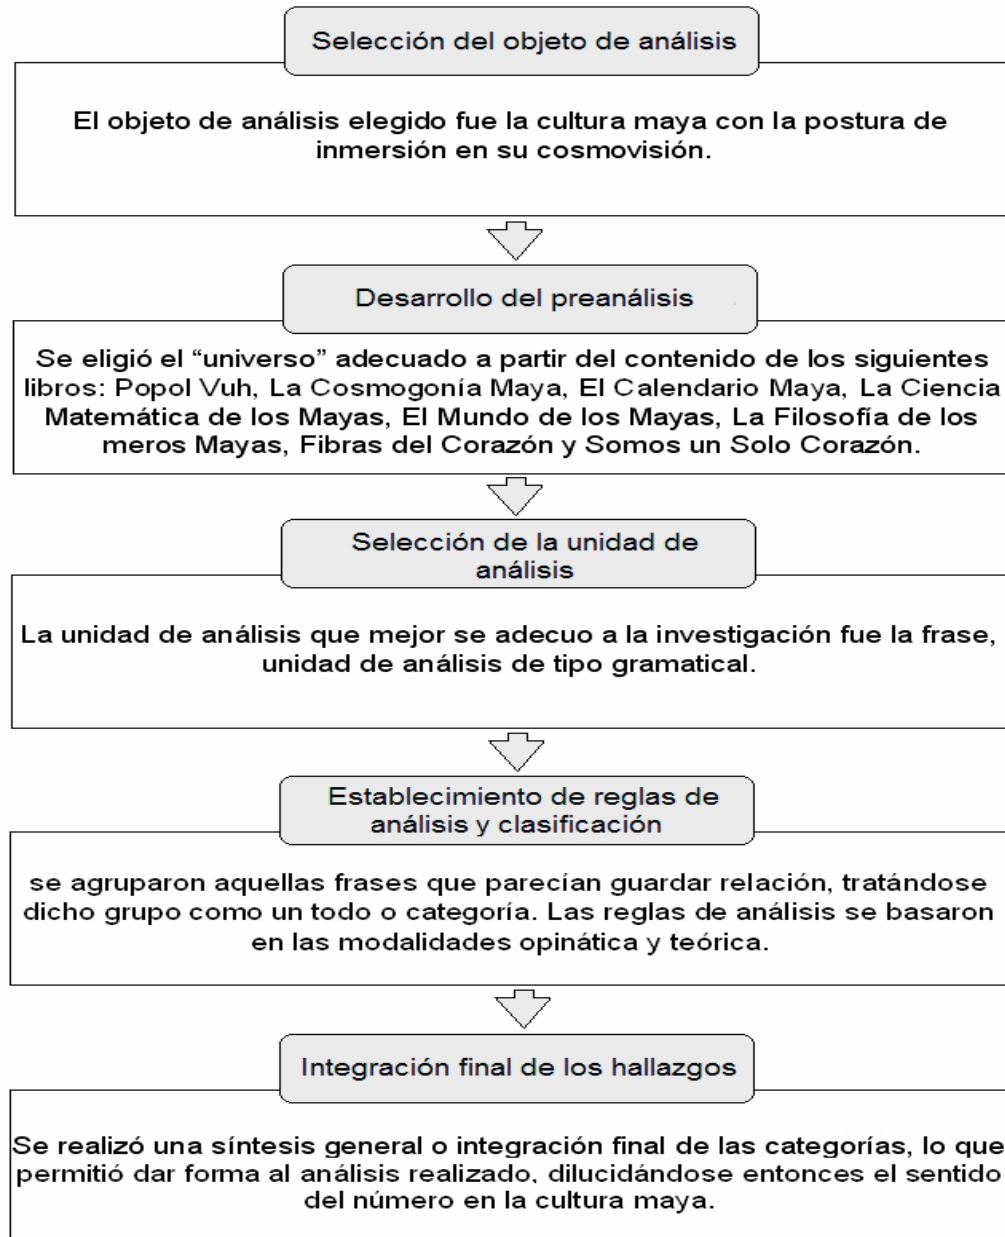 Selección del objeto de análisis
El objeto de análisis elegido fue la cultura maya con la postura de
inmersión en su cosmovisión.
Desarrollo del preanálisis
Se eligió el “universo” adecuado a partir del contenido de los siguientes
libros: Popol Vuh, La Cosmogonía Maya, El Calendario Maya, La Ciencia
Matemática de los Mayas, El Mundo de los Mayas, La Filosofía de los
meros Mayas, Fibras del Corazón y Somos un Solo Corazón.
Selección de la unidad de
análisis
La unidad de análisis que mejor se adecuo a la investigación fue la frase,
unidad de análisis de tipo gramatical.
Establecimiento de reglas de
análisis y clasificación
se agruparon aquellas frases que parecían guardar relación, tratándose
dicho grupo como un todo o categoría. Las reglas de análisis se basaron
en las modalidades opinática y teórica.
Integración final de los hallazgos
Se realizó una síntesis general o integración final de las categorías, lo que
permitió dar forma al análisis realizado, dilucidándose entonces el sentido
del número en la cultura maya.